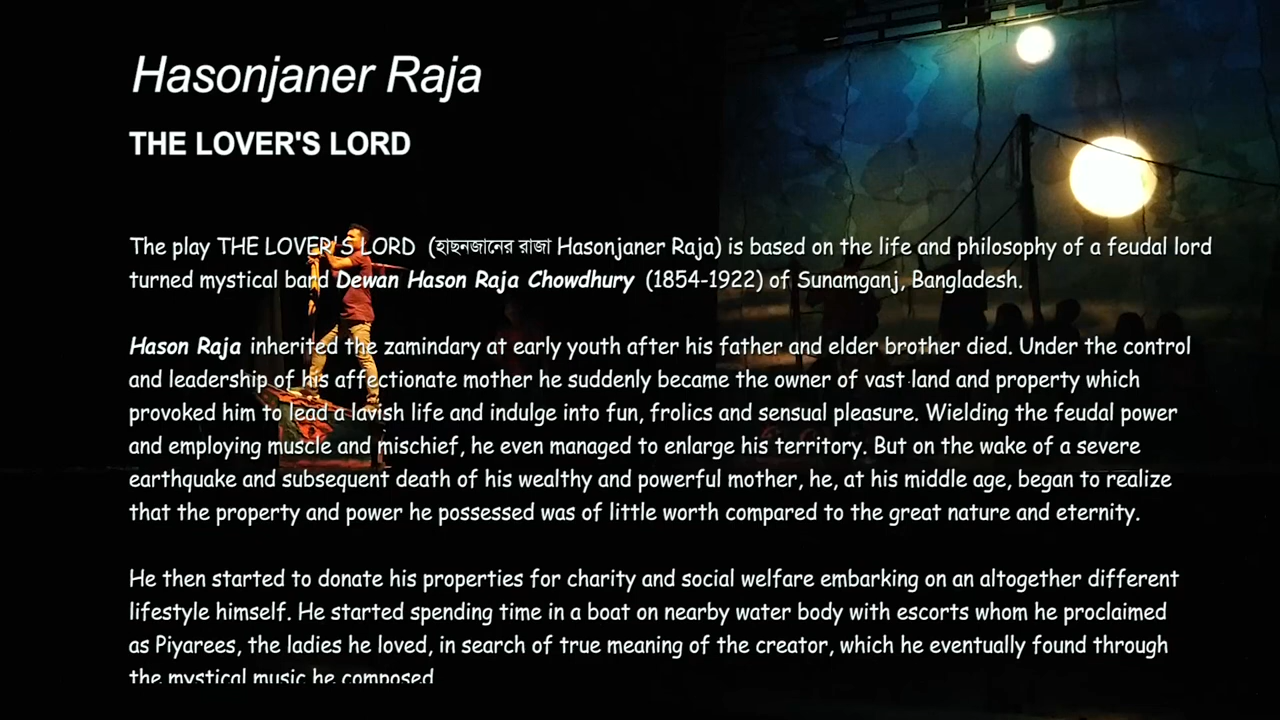 Hasonjaner Raja
THE LOVER'S LORD
The play THE LOVER'S LORD (হাছনজানের রাজা Hasonjaner Raja) is based on the life and philosophy of a feudal lord
turned mystical bard Dewan Hason Raja Chowdhury (1854-1922) of Sunamganj, Bangladesh.
Hason Raja inherited the zamindary at early youth after his father and elder brother died. Under the control
and leadership of his affectionate mother he suddenly became the owner of vast land and property which
provoked him to lead a lavish life and indulge into fun, frolics and sensual pleasure. Wielding the feudal power
and employing muscle and mischief, he even managed to enlarge his territory. But on the wake of a severe
earthquake and subsequent death of his wealthy and powerful mother, he, at his middle age, began to realize
that the property and power he possessed was of little worth compared to the great nature and eternity.
He then started to donate his properties for charity and social welfare embarking on an altogether different
lifestyle himself. He started spending time in a boat on nearby water body with escorts whom he proclaimed
as Piyarees, the ladies he loved, in search of true meaning of the creator, which he eventually found through
the mystical music he composed